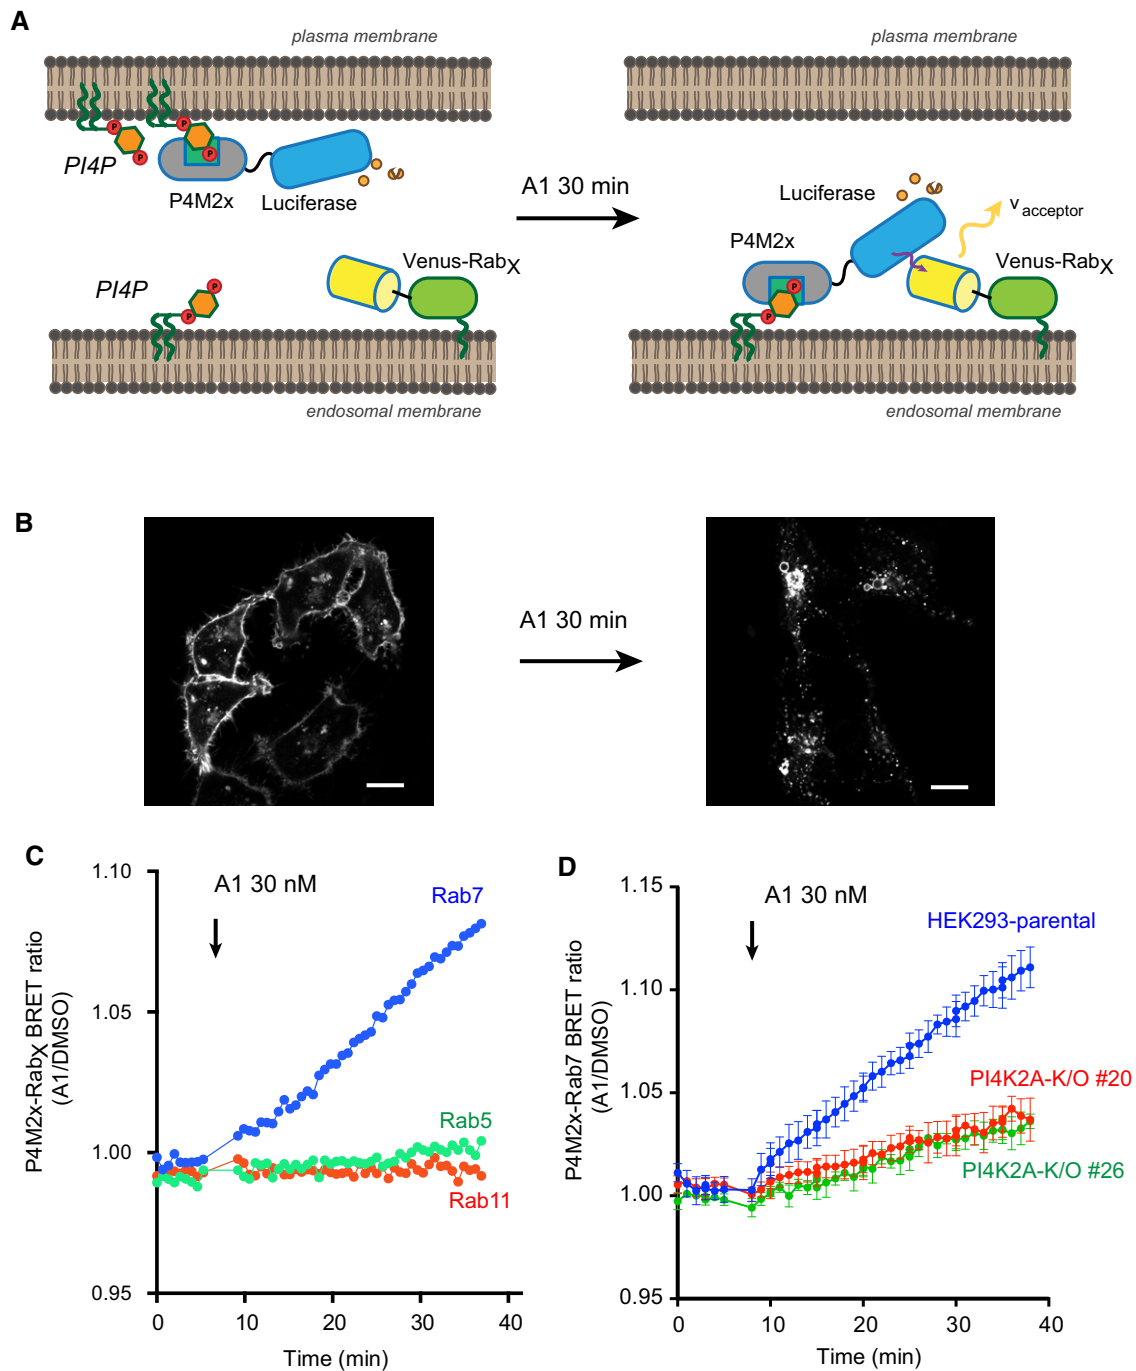 A
plasma membrane
plasma membrane
P
P
P
P
PI4P
P4M2x
Luciferase
A1 30 min
Luciferase
v acceptor
P4M2x
Venus-RabX
Venus-RabX
PI4P
P
P
P
P
endosomal membrane
endosomal membrane
B
A1 30 min
C
P4M2x-RabX BRET ratio
(A1/DMSO)
1.10
1.05
1.00
0.95
A1 30 nM
Rab7
Rab5
Rab11
0
10
20
30
40
Time (min)
D
P4M2x-Rab7 BRET ratio
(A1/DMSO)
1.15
1.10
1.05
1.00
0.95
A1 30 nM
HEK293-parental
PI4K2A-K/O #20
PI4K2A-K/O #26
0
10
20
30
40
Time (min)